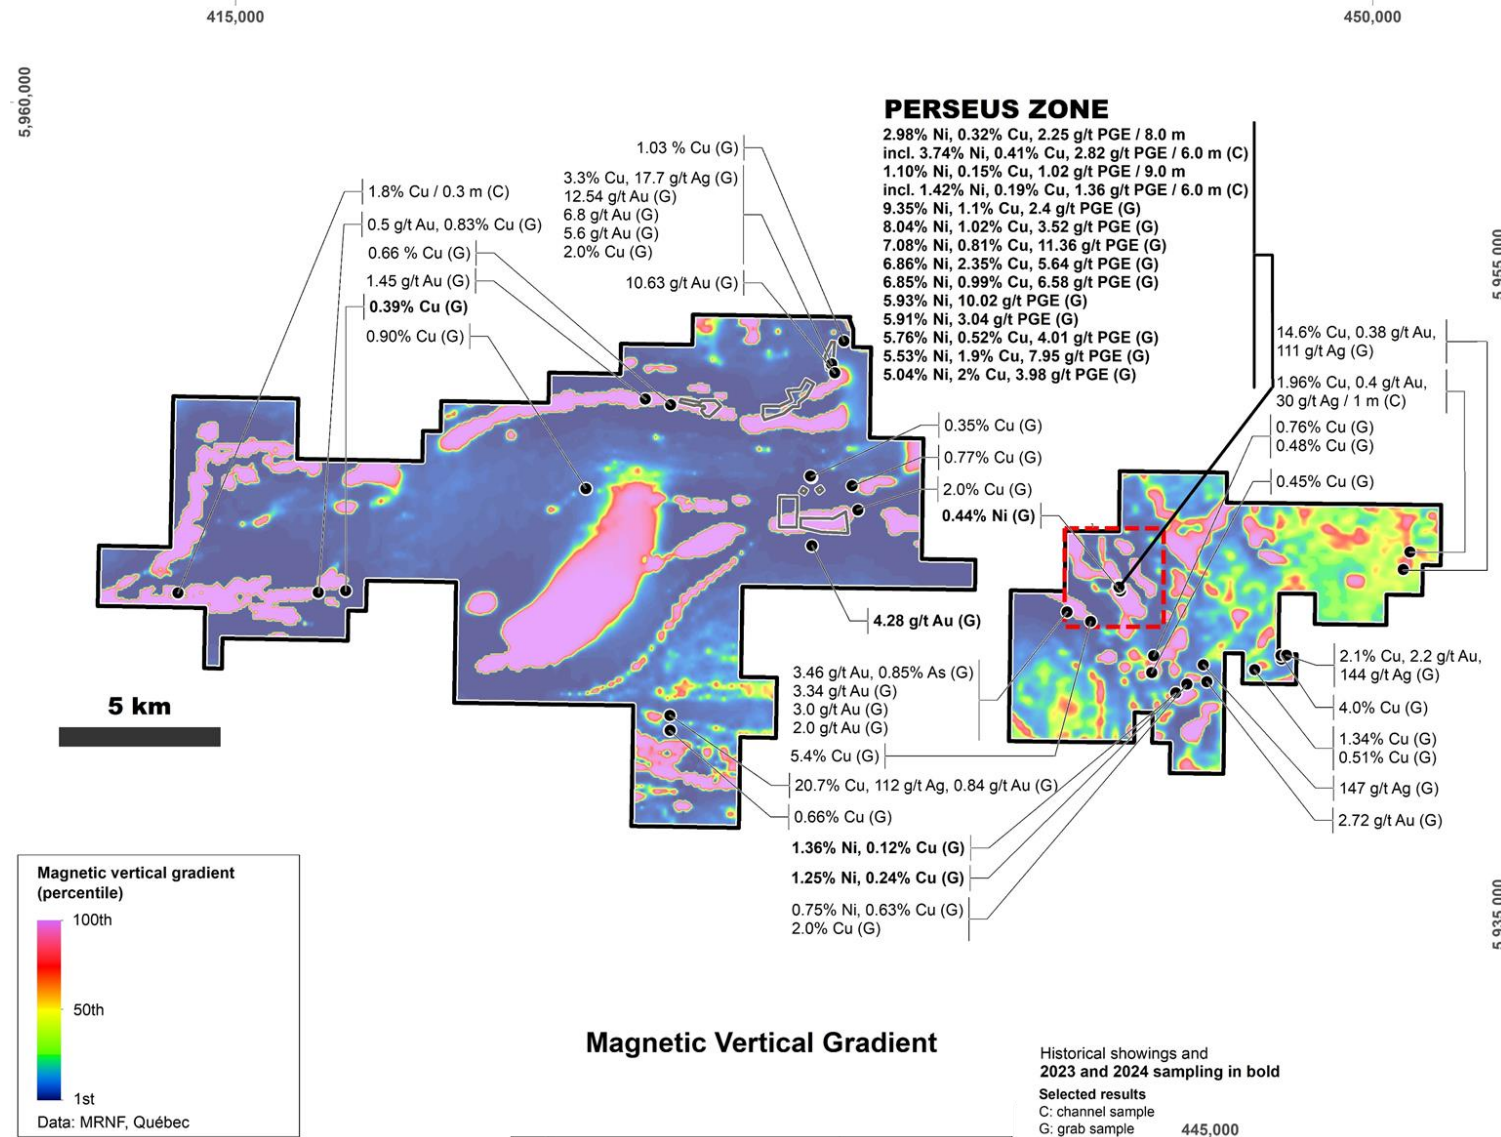 415,000
450,000
5,960,000
PERSEUS ZONE
2.98% Ni, 0.32% Cu, 2.25 g/t PGE / 8.0 m
incl. 3.74% Ni, 0.41% Cu, 2.82 g/t PGE / 6.0 m (C)
1.10% Ni, 0.15% Cu, 1.02 g/t PGE / 9.0 m
incl. 1.42% Ni, 0.19% Cu, 1.36 g/t PGE / 6.0 m (C)
9.35% Ni, 1.1% Cu, 2.4 g/t PGE (G)
8.04% Ni, 1.02% Cu, 3.52 g/t PGE (G)
7.08% Ni, 0.81% Cu, 11.36 g/t PGE (G)
6.86% Ni, 2.35% Cu, 5.64 g/t PGE (G)
6.85% Ni, 0.99% Cu, 6.58 g/t PGE (G)
5.93% Ni, 10.02 g/t PGE (G)
5.91% Ni, 3.04 g/t PGE (G)
5.76% Ni, 0.52% Cu, 4.01 g/t PGE (G)
5.53% Ni, 1.9% Cu, 7.95 g/t PGE (G)
5.04% Ni, 2% Cu, 3.98 g/t PGE (G)
1.03 % Cu (G)
3.3% Cu, 17.7 g/t Ag (G)
12.54 g/t Au (G)
6.8 g/t Au (G)
5.6 g/t Au (G)
2.0% Cu (G)
10.63 g/t Au (G)
1.8% Cu / 0.3 m (C)
0.5 g/t Au, 0.83% Cu (G)
0.66 % Cu (G)
1.45 g/t Au (G)
0.39% Cu (G)
0.90% Cu (G)
5,955,000
14.6% Cu, 0.38 g/t Au,
111 g/t Ag (G)
1.96% Cu, 0.4 g/t Au,
30 g/t Ag / 1 m (C)
0.76% Cu (G)
0.48% Cu (G)
0.45% Cu (G)
0.35% Cu (G)
0.77% Cu (G)
2.0% Cu (G)
0.44% Ni (G)
4.28 g/t Au (G)
3.46 g/t Au, 0.85% As (G)
3.34 g/t Au (G)
3.0 g/t Au (G)
2.0 g/t Au (G)
5.4% Cu (G)
20.7% Cu, 112 g/t Ag, 0.84 g/t Au (G)
0.66% Cu (G)
1.36% Ni, 0.12% Cu (G)
1.25% Ni, 0.24% Cu (G)
0.75% Ni, 0.63% Cu (G)
2.0% Cu (G)
2.1% Cu, 2.2 g/t Au,
144 g/t Ag (G)
4.0% Cu (G)
1.34% Cu (G)
0.51% Cu (G)
147 g/t Ag (G)
2.72 g/t Au (G)
5,935,000
5 km
Magnetic vertical gradient
(percentile)
100th
50th
1st
Data: MRNF, Québec
Magnetic Vertical Gradient
Historical showings and
2023 and 2024 sampling in bold
Selected results
C: channel sample
G: grab sample
445,000